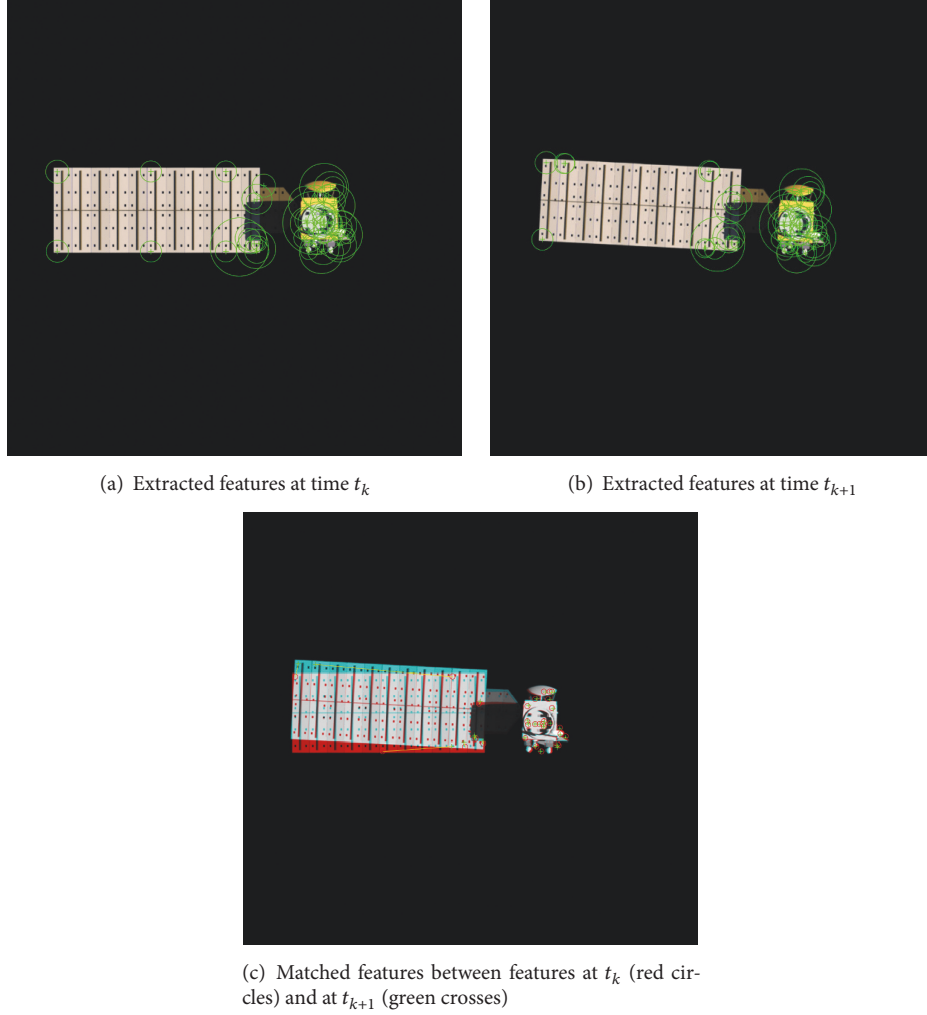 (a) Extracted features at time t_k
(b) Extracted features at time t_{k+1}
(c) Matched features between features at t_k (red cir-
cles) and at t_{k+1} (green crosses)